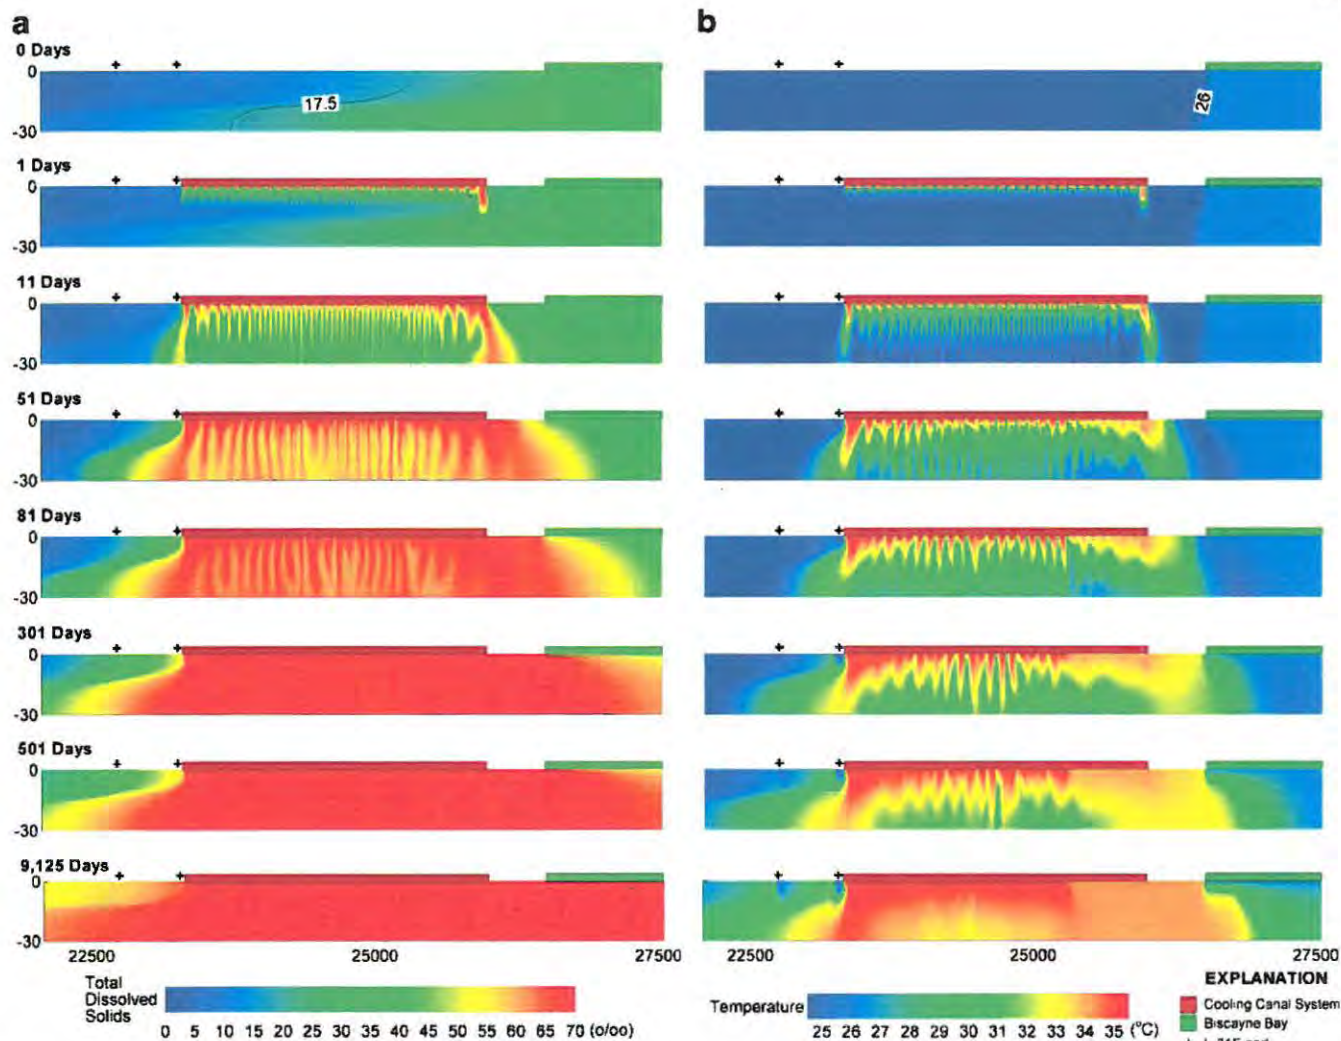 a
b
0 Days
0
17.5
-30
26
1 Days
0
-30
11 Days
0
-30
51 Days
0
-30
81 Days
0
-30
301 Days
0
-30
501 Days
0
-30
9,125 Days
0
-30
22500 25000 27500
22500 25000 27500
Total
Dissolved
Solids
0 5 10 15 20 25 30 35 40 45 50 55 60 65 70 (o/oo)
Temperature
25 26 27 28 29 30 31 32 33 34 35 (°C)
EXPLANATION
Cooling Canal System
Biscayne Bay